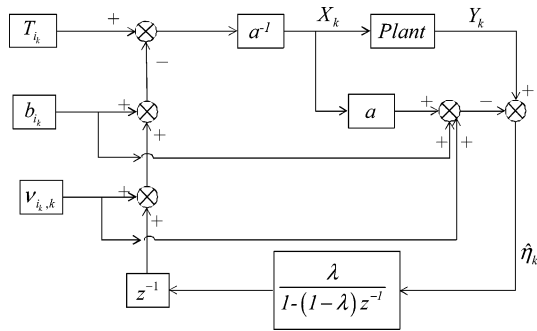 T_{i_k} + − a^{-1} X_k Plant Y_k
b_{i_k} + + a + + + − +
ν_{i_k,k} + +
z^{-1} λ / 1-(1-λ)z^{-1} η̂_k